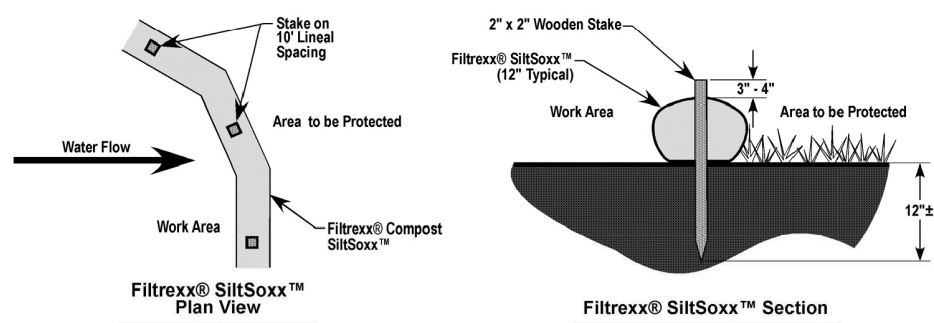 Stake on
10' Lineal
Spacing
Area to be Protected
Water Flow
Work Area
Filtrexx® Compost
SiltSoxx™
Filtrexx® SiltSoxx™
Plan View
2" x 2" Wooden Stake
Filtrexx® SiltSoxx™
(12" Typical)
3" - 4"
Work Area
Area to be Protected
12"±
Filtrexx® SiltSoxx™ Section